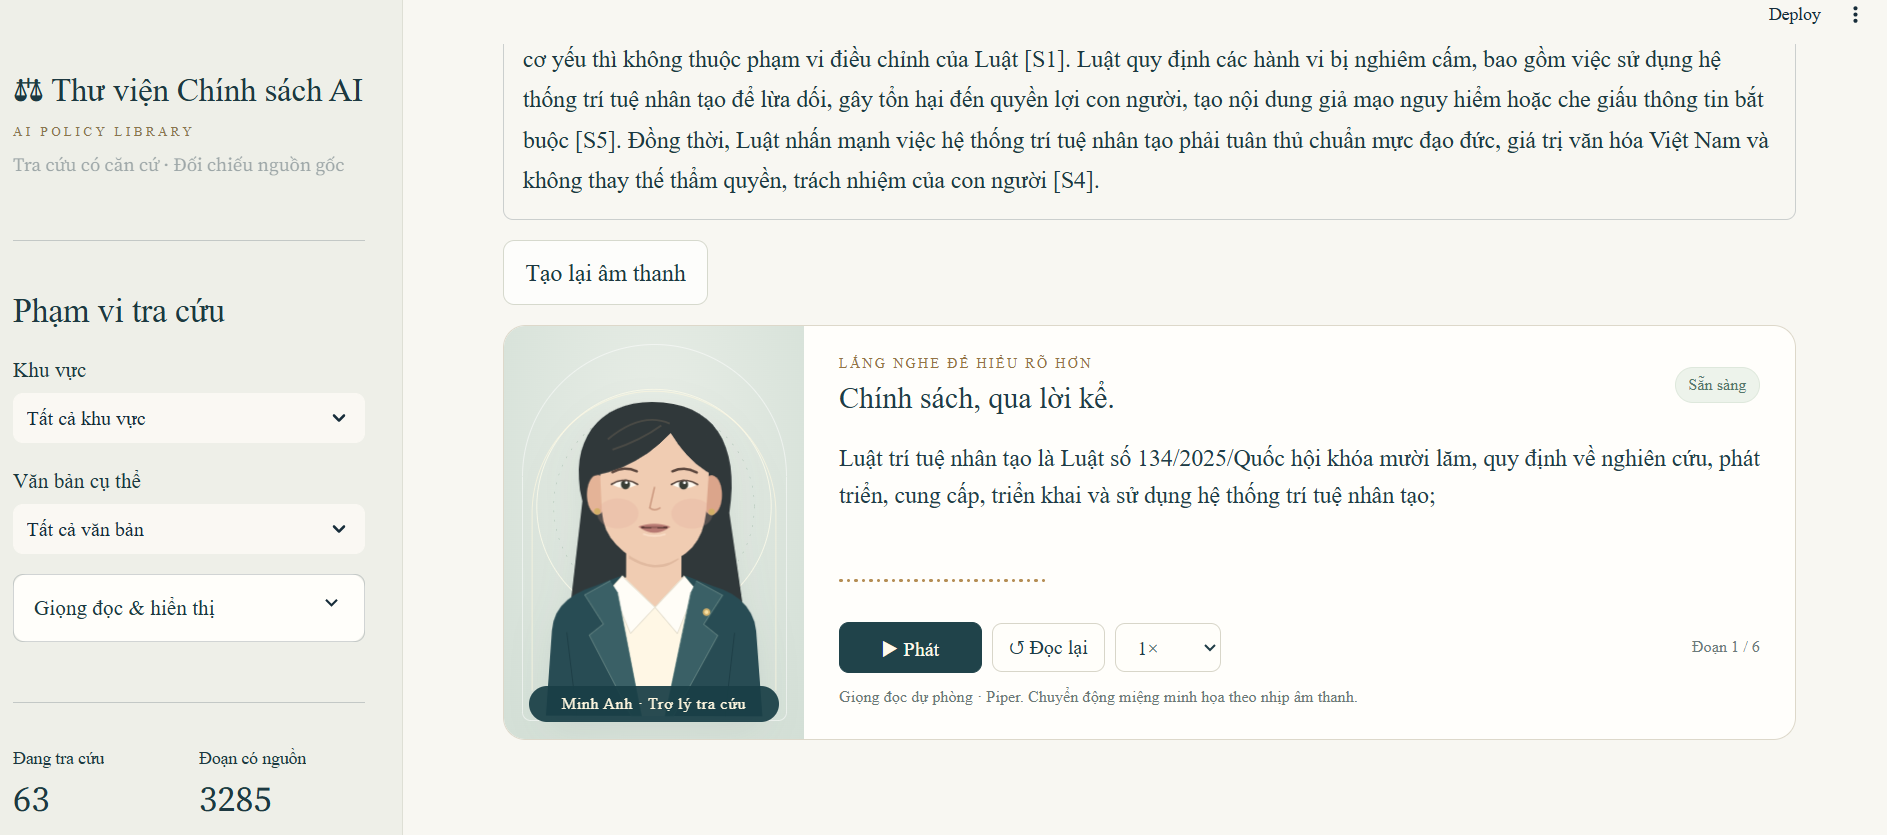 Deploy
⚖ Thư viện Chính sách AI
AI POLICY LIBRARY
Tra cứu có căn cứ · Đối chiếu nguồn gốc
Phạm vi tra cứu
Khu vực
Tất cả khu vực
Văn bản cụ thể
Tất cả văn bản
Giọng đọc & hiển thị
Đang tra cứu
63
Đoạn có nguồn
3285
cơ yếu thì không thuộc phạm vi điều chỉnh của Luật [S1]. Luật quy định các hành vi bị nghiêm cấm, bao gồm việc sử dụng hệ
thống trí tuệ nhân tạo để lừa dối, gây tổn hại đến quyền lợi con người, tạo nội dung giả mạo nguy hiểm hoặc che giấu thông tin bắt
buộc [S5]. Đồng thời, Luật nhấn mạnh việc hệ thống trí tuệ nhân tạo phải tuân thủ chuẩn mực đạo đức, giá trị văn hóa Việt Nam và
không thay thế thẩm quyền, trách nhiệm của con người [S4].
Tạo lại âm thanh
Minh Anh · Trợ lý tra cứu
LẮNG NGHE ĐỂ HIỂU RÕ HƠN
Chính sách, qua lời kể.
Sẵn sàng
Luật trí tuệ nhân tạo là Luật số 134/2025/Quốc hội khóa mười lăm, quy định về nghiên cứu, phát
triển, cung cấp, triển khai và sử dụng hệ thống trí tuệ nhân tạo;
▶ Phát
↺ Đọc lại
1×
Đoạn 1 / 6
Giọng đọc dự phòng · Piper. Chuyển động miệng minh họa theo nhịp âm thanh.